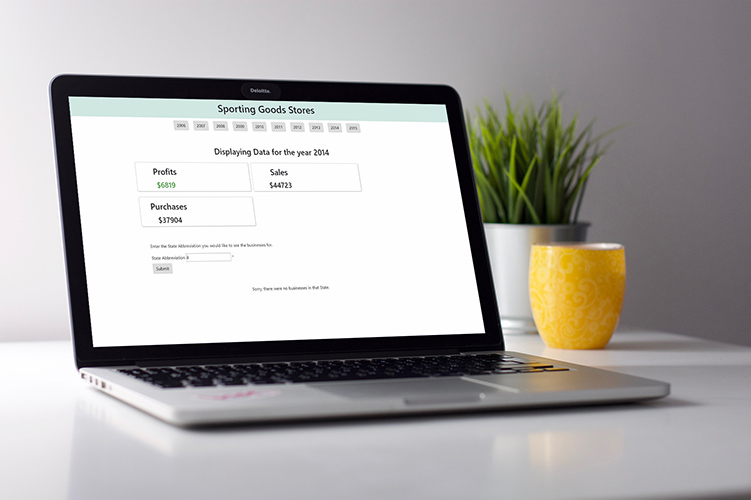 Deloitte.
Sporting Goods Stores
2006 2007 2008 2009 2010 2011 2012 2013 2014 2015
Displaying Data for the year 2014
Profits Sales
$6819 $44723
Purchases
$37904
Enter the State Abbreviation you would like to see the businesses for.
State Abbreviation
Submit
Sorry, there were no businesses in that State.